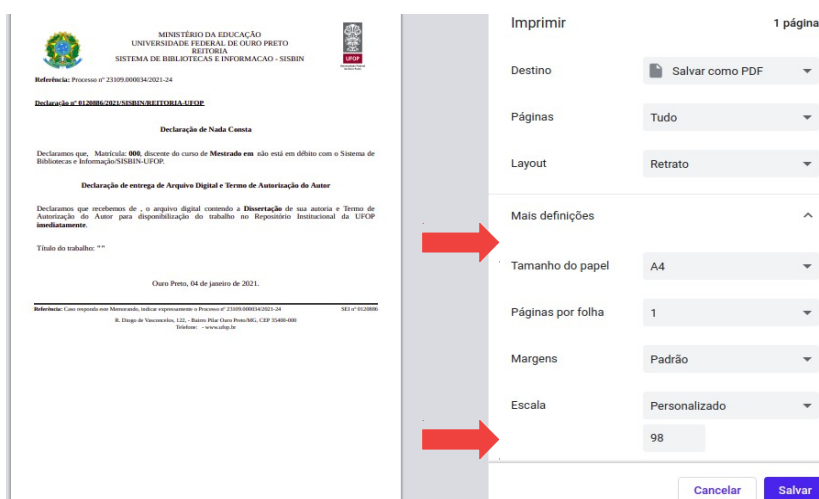 MINISTÉRIO DA EDUCAÇÃO
UNIVERSIDADE FEDERAL DE OURO PRETO
REITORIA
SISTEMA DE BIBLIOTECAS E INFORMACAO - SISBIN
UFOP
Referência: Processo nº 23109.000034/2021-24
Declaração nº 0120886/2021/SISBIN/REITORIA-UFOP
Declaração de Nada Consta
Declaramos que, Matrícula: 000, discente do curso de Mestrado em não está em débito com o Sistema de
Bibliotecas e Informação/SISBIN-UFOP.
Declaração de entrega de Arquivo Digital e Termo de Autorização do Autor
Declaramos que recebemos de , o arquivo digital contendo a Dissertação de sua autoria e Termo de
Autorização do Autor para disponibilização do trabalho no Repositório Institucional da UFOP
imediatamente.
Título do trabalho: ""
Ouro Preto, 04 de janeiro de 2021.
Referência: Caso responda este Memorando, indicar expressamente o Processo nº 23109.000034/2021-24 SEI nº 0120886
R. Diogo de Vasconcelos, 122, - Bairro Pilar Ouro Preto/MG, CEP 35400-000
Telefone: - www.ufop.br
Imprimir 1 página
Destino Salvar como PDF
Páginas Tudo
Layout Retrato
Mais definições
Tamanho do papel A4
Páginas por folha 1
Margens Padrão
Escala Personalizado
98
Cancelar Salvar